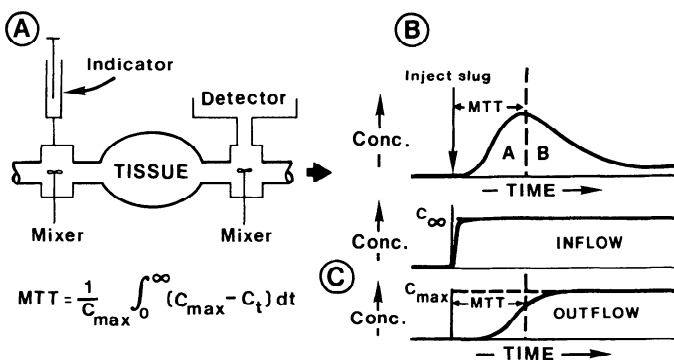 A
Indicator
Detector
TISSUE
Mixer
Mixer
MTT = 1/Cmax ∫0∞ (Cmax − Ct) dt
B
Inject slug
MTT
Conc.
A B
TIME
C∞
Conc.
INFLOW
C
Cmax
MTT
Conc.
OUTFLOW
TIME